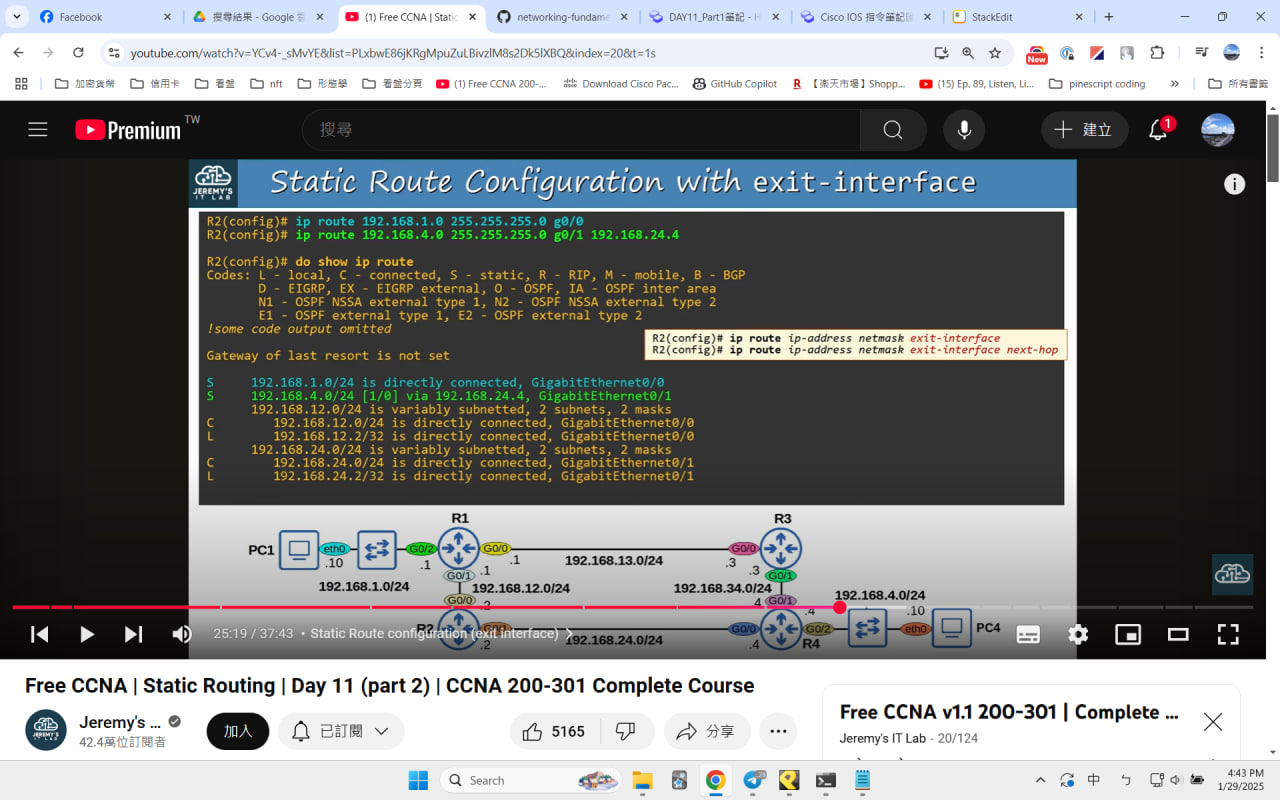 Facebook
搜尋結果 - Google 雲
(1) Free CCNA | Static
networking-fundame
DAY11_Part1筆記 - H
Cisco IOS 指令筆記
StackEdit
youtube.com/watch?v=YCv4-_sMvYE&list=PLxbwE86jKRgMpuZuLBivzlM8s2Dk5lXBQ&index=20&t=1s
New
加密貨幣
信用卡
看盤
nft
形態學
看盤分頁
(1) Free CCNA 200-...
Download Cisco Pac...
GitHub Copilot
【楽天市場】Shopp...
(15) Ep. 89, Listen, Li...
pinescript coding
所有書籤
Premium TW
搜尋
建立
1
JEREMY'S IT LAB
Static Route Configuration with exit-interface
R2(config)# ip route 192.168.1.0 255.255.255.0 g0/0
R2(config)# ip route 192.168.4.0 255.255.255.0 g0/1 192.168.24.4
R2(config)# do show ip route
Codes: L - local, C - connected, S - static, R - RIP, M - mobile, B - BGP
D - EIGRP, EX - EIGRP external, O - OSPF, IA - OSPF inter area
N1 - OSPF NSSA external type 1, N2 - OSPF NSSA external type 2
E1 - OSPF external type 1, E2 - OSPF external type 2
!some code output omitted
R2(config)# ip route ip-address netmask exit-interface
R2(config)# ip route ip-address netmask exit-interface next-hop
Gateway of last resort is not set
S 192.168.1.0/24 is directly connected, GigabitEthernet0/0
S 192.168.4.0/24 [1/0] via 192.168.24.4, GigabitEthernet0/1
192.168.12.0/24 is variably subnetted, 2 subnets, 2 masks
C 192.168.12.0/24 is directly connected, GigabitEthernet0/0
L 192.168.12.2/32 is directly connected, GigabitEthernet0/0
192.168.24.0/24 is variably subnetted, 2 subnets, 2 masks
C 192.168.24.0/24 is directly connected, GigabitEthernet0/1
L 192.168.24.2/32 is directly connected, GigabitEthernet0/1
R1 R3
PC1 eth0 G0/2 G0/0 G0/0
.10 .1 .1 192.168.13.0/24 .3
G0/1 .1 .3 G0/1
192.168.1.0/24 192.168.12.0/24 192.168.34.0/24
G0/0 .2 .4 G0/1 192.168.4.0/24
.4 .10
R2 G0/1 G0/0 G0/2 eth0 PC4
.2 192.168.24.0/24 .4 R4
25:19 / 37:43 • Static Route configuration (exit interface)
Free CCNA | Static Routing | Day 11 (part 2) | CCNA 200-301 Complete Course
Jeremy's ...
42.4萬位訂閱者
加入
已訂閱
5165
分享
Free CCNA v1.1 200-301 | Complete ...
Jeremy's IT Lab - 20/124
Search
中
4:43 PM
1/29/2025